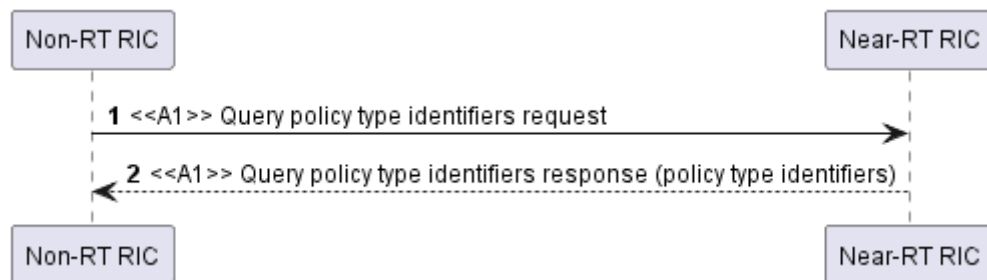 Non-RT RIC
Near-RT RIC
1 <<A1>> Query policy type identifiers request
2 <<A1>> Query policy type identifiers response (policy type identifiers)
Non-RT RIC
Near-RT RIC